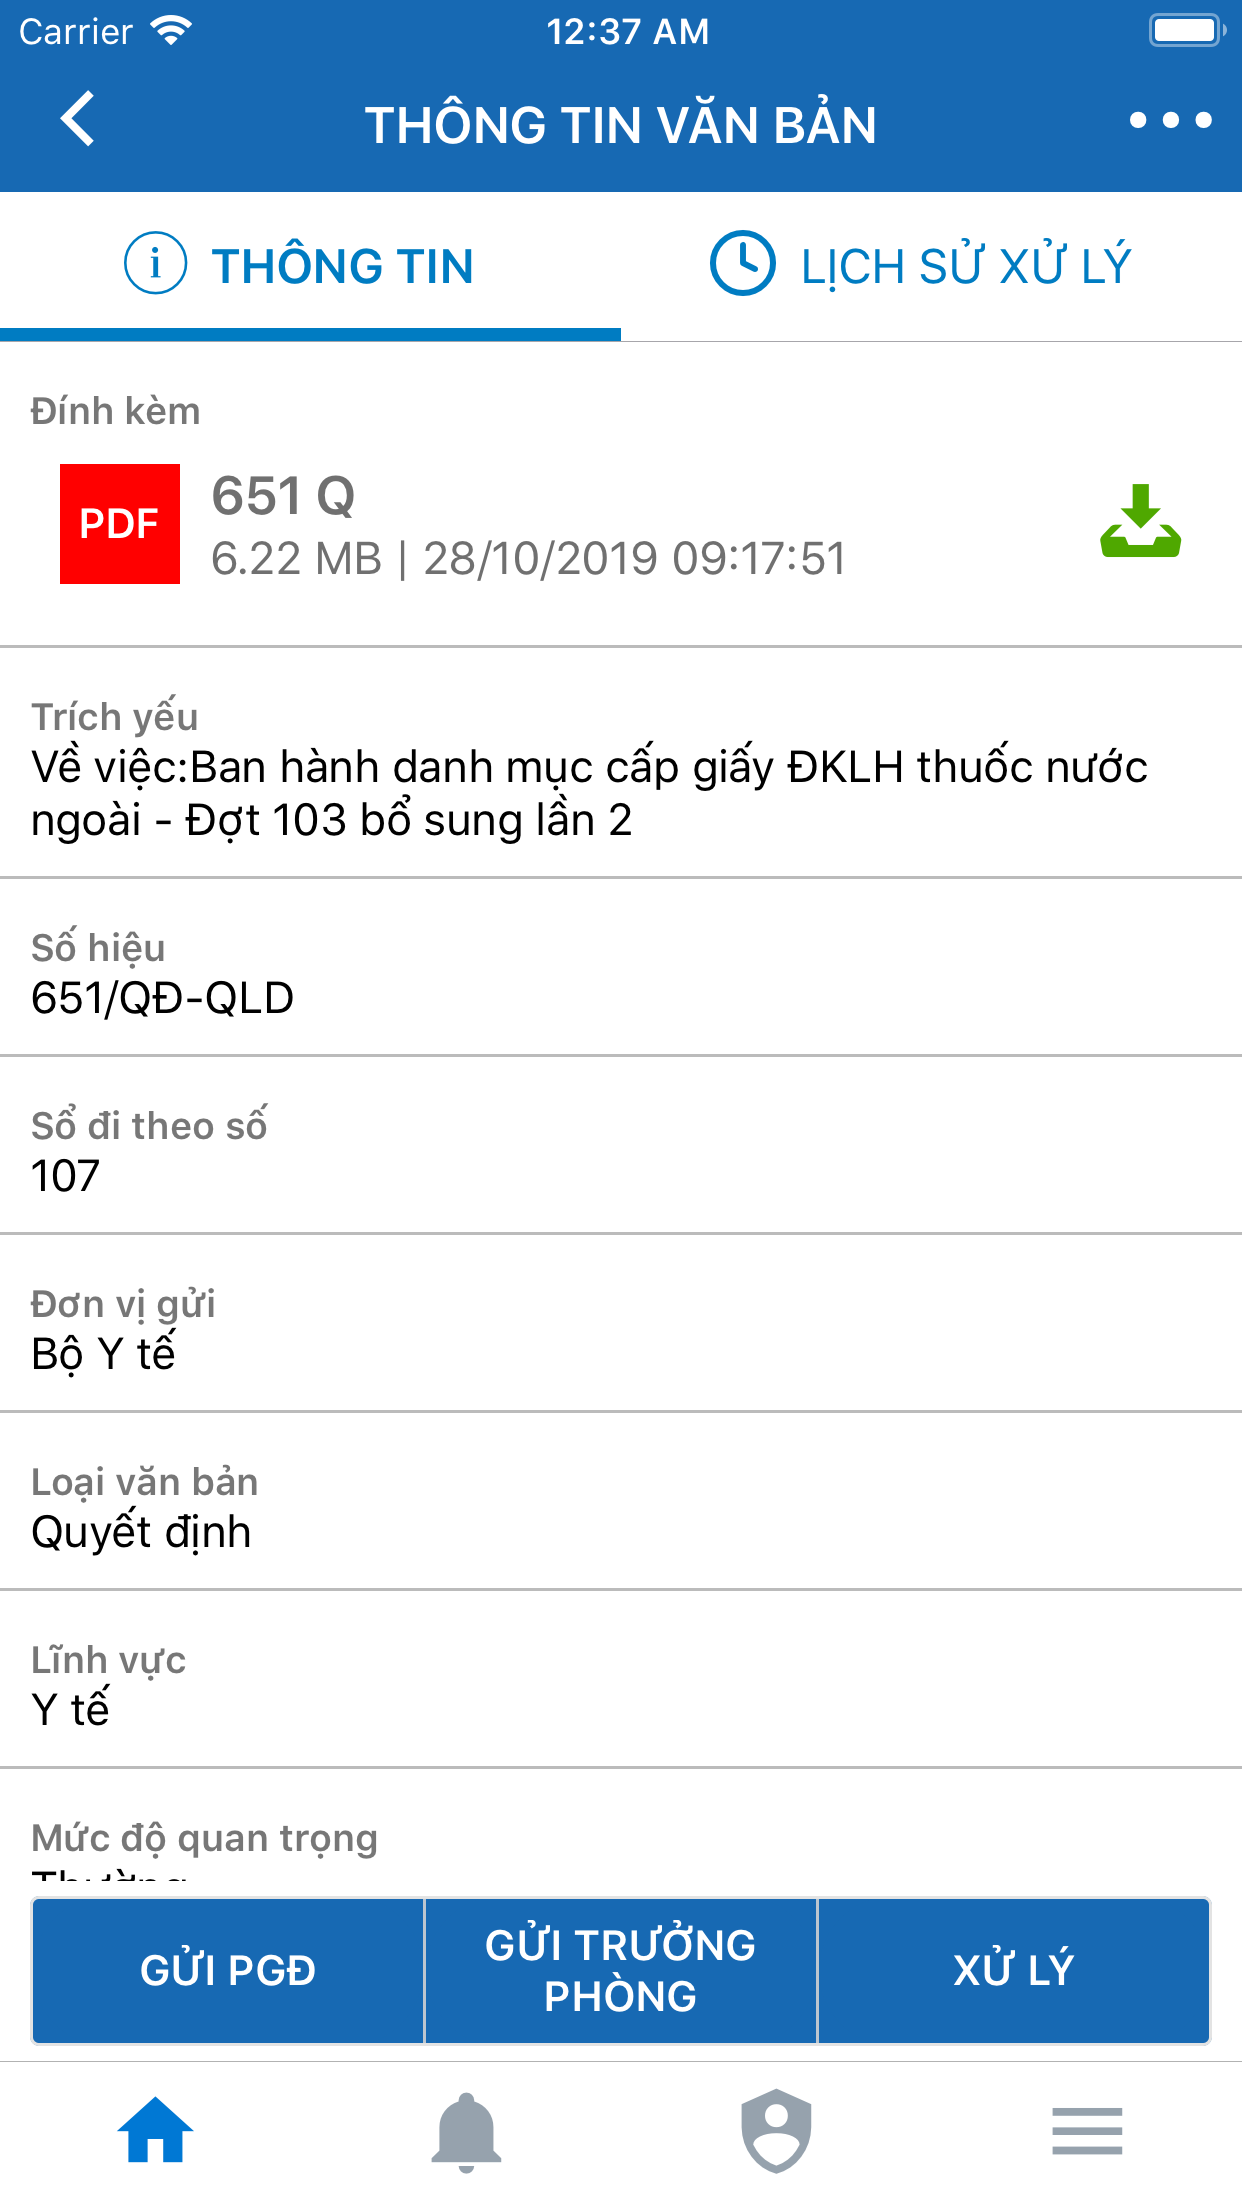 Carrier 12:37 AM
THÔNG TIN VĂN BẢN
THÔNG TIN
LỊCH SỬ XỬ LÝ
Đính kèm
PDF
651 Q
6.22 MB | 28/10/2019 09:17:51
Trích yếu
Về việc:Ban hành danh mục cấp giấy ĐKLH thuốc nước
ngoài - Đợt 103 bổ sung lần 2
Số hiệu
651/QĐ-QLD
Sổ đi theo số
107
Đơn vị gửi
Bộ Y tế
Loại văn bản
Quyết định
Lĩnh vực
Y tế
Mức độ quan trọng
Thường
GỬI PGĐ
GỬI TRƯỞNG
PHÒNG
XỬ LÝ